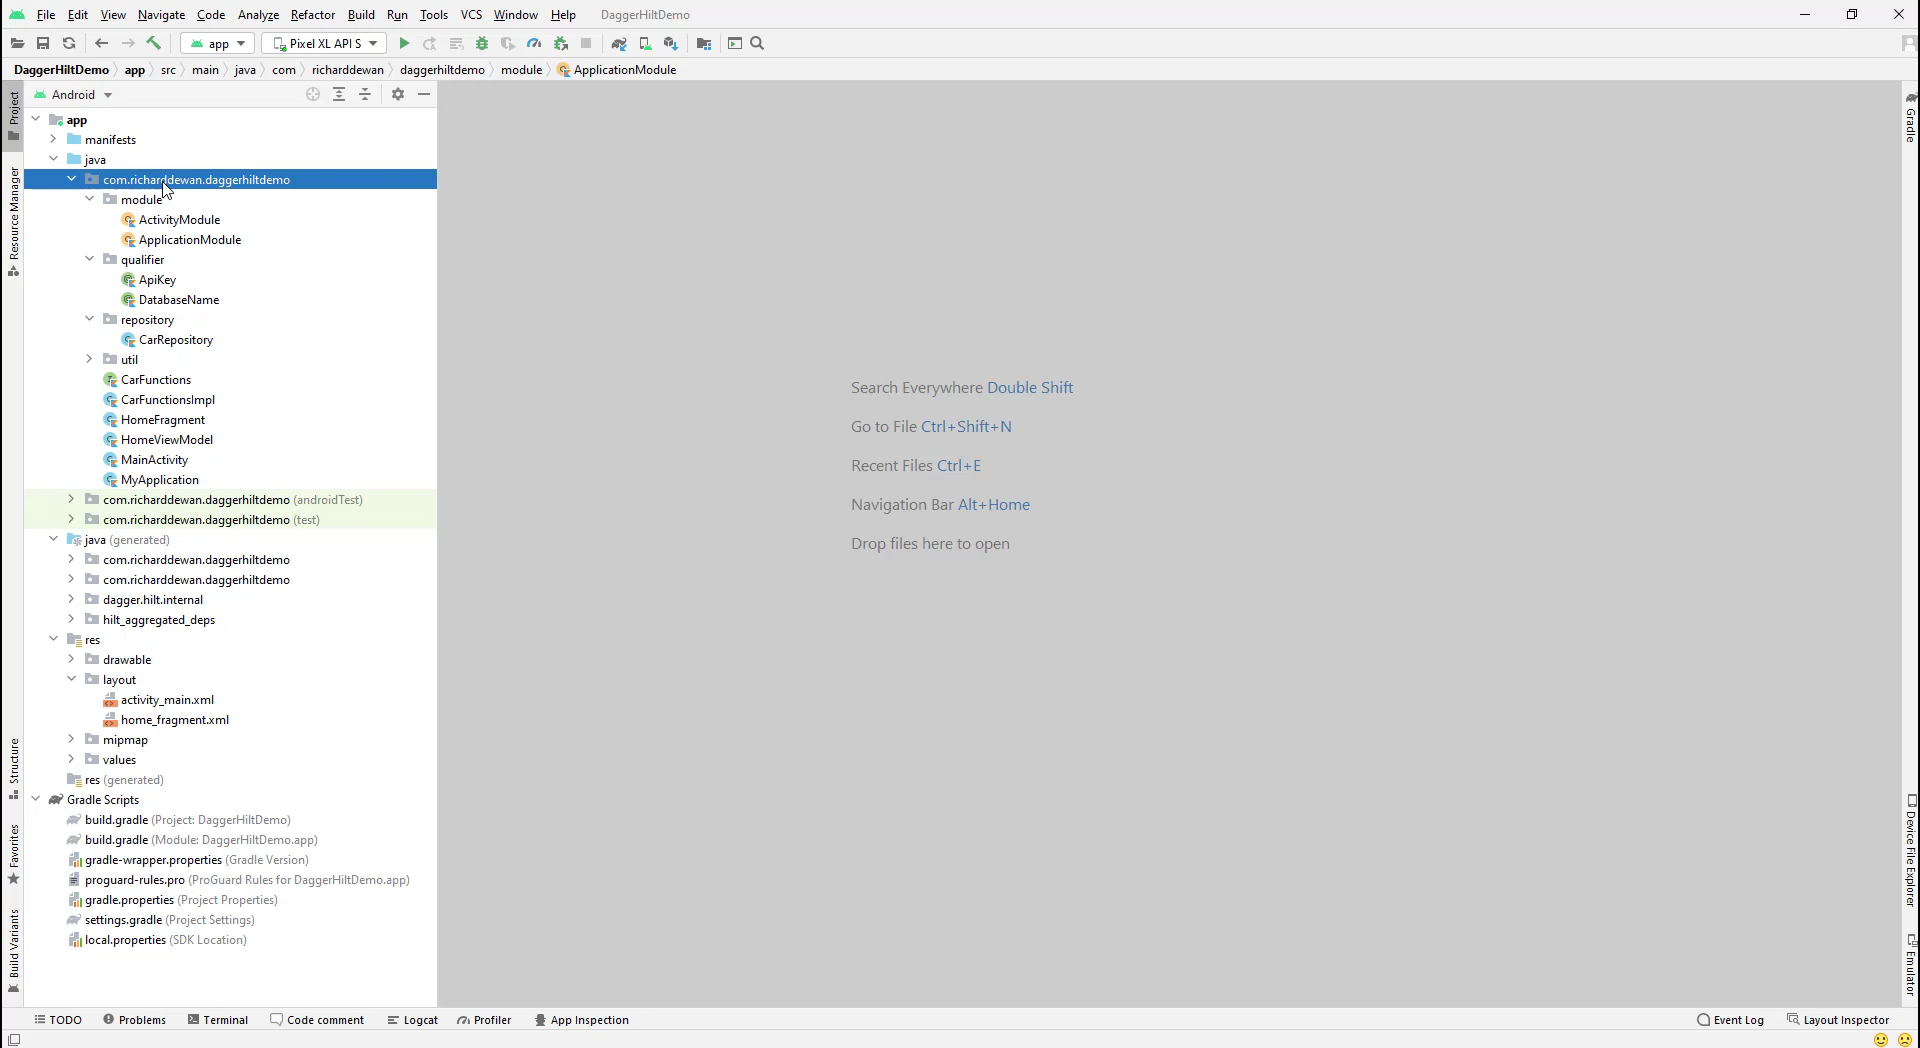 File Edit View Navigate Code Analyze Refactor Build Run Tools VCS Window Help DaggerHiltDemo
app Pixel XL API S
DaggerHiltDemo app src main java com richarddewan daggerhiltdemo module ApplicationModule
Project
Resource Manager
Structure
Favorites
Build Variants
Android
app
manifests
java
com.richarddewan.daggerhiltdemo
module
ActivityModule
ApplicationModule
qualifier
ApiKey
DatabaseName
repository
CarRepository
util
CarFunctions
CarFunctionsImpl
HomeFragment
HomeViewModel
MainActivity
MyApplication
com.richarddewan.daggerhiltdemo (androidTest)
com.richarddewan.daggerhiltdemo (test)
java (generated)
com.richarddewan.daggerhiltdemo
com.richarddewan.daggerhiltdemo
dagger.hilt.internal
hilt_aggregated_deps
res
drawable
layout
activity_main.xml
home_fragment.xml
mipmap
values
res (generated)
Gradle Scripts
build.gradle (Project: DaggerHiltDemo)
build.gradle (Module: DaggerHiltDemo.app)
gradle-wrapper.properties (Gradle Version)
proguard-rules.pro (ProGuard Rules for DaggerHiltDemo.app)
gradle.properties (Project Properties)
settings.gradle (Project Settings)
local.properties (SDK Location)
Search Everywhere Double Shift
Go to File Ctrl+Shift+N
Recent Files Ctrl+E
Navigation Bar Alt+Home
Drop files here to open
Gradle
Device File Explorer
Emulator
TODO Problems Terminal Code comment Logcat Profiler App Inspection Event Log Layout Inspector